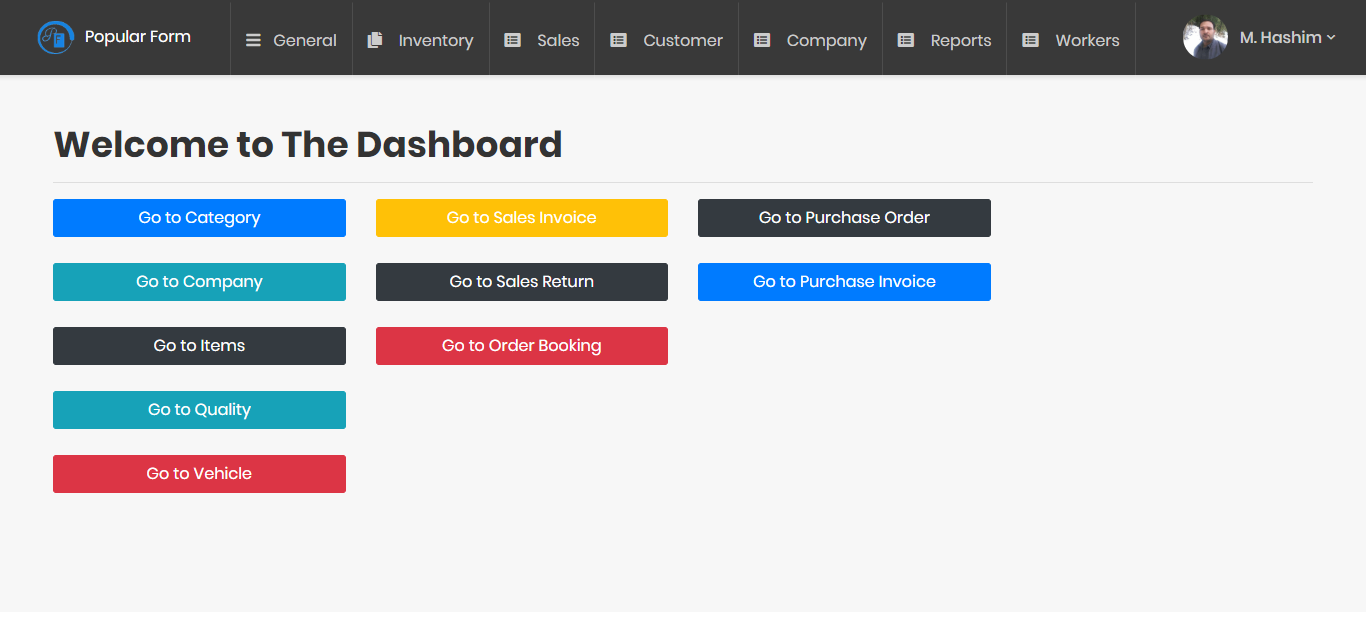 Popular Form
General
Inventory
Sales
Customer
Company
Reports
Workers
M. Hashim
Welcome to The Dashboard
Go to Category
Go to Sales Invoice
Go to Purchase Order
Go to Company
Go to Sales Return
Go to Purchase Invoice
Go to Items
Go to Order Booking
Go to Quality
Go to Vehicle